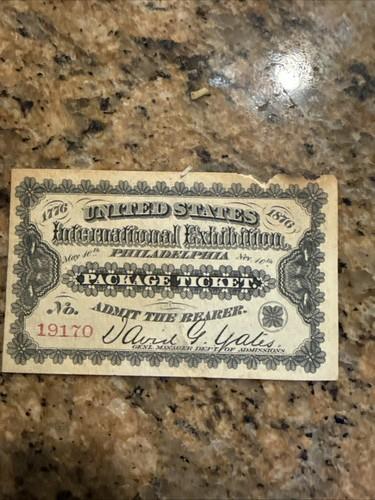 1776 1876
UNITED STATES
International Exhibition,
May 10th PHILADELPHIA Nov. 10th
PACKAGE TICKET.
No. ADMIT THE BEARER.
19170
David G. Yates.
GENL MANAGER DEPT OF ADMISSIONS